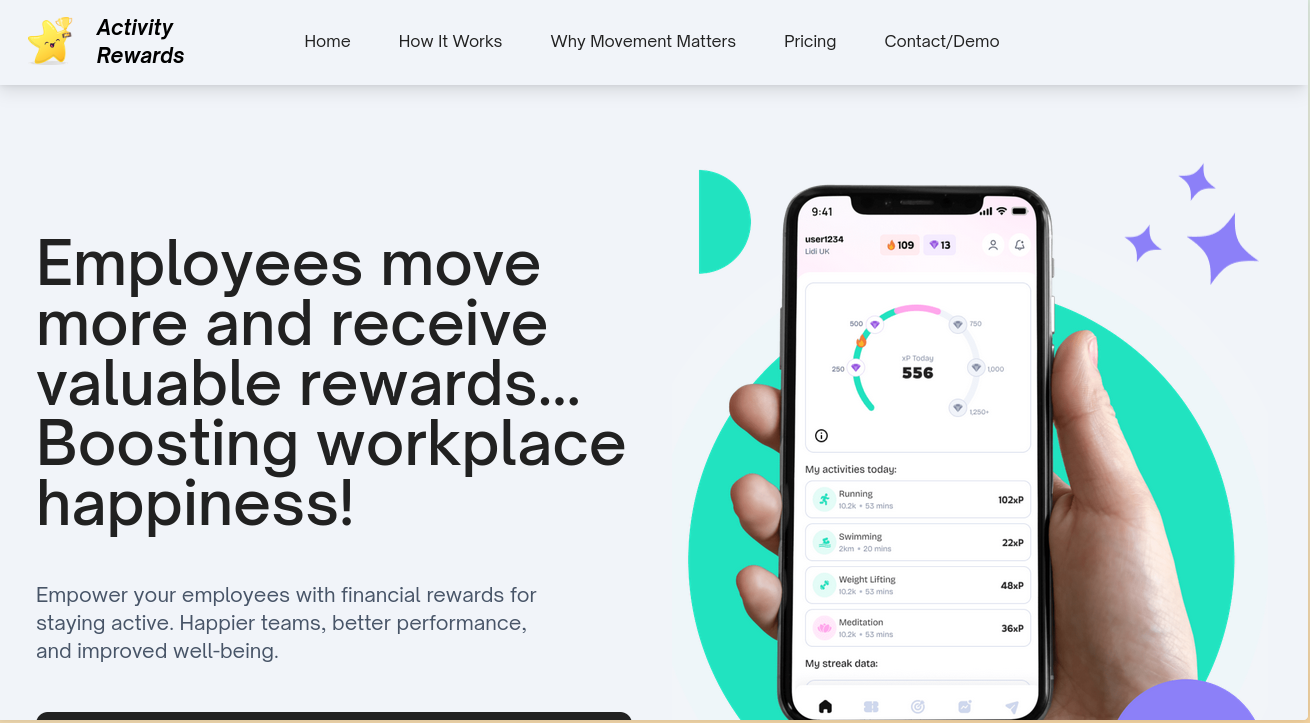 Activity
Rewards
Home
How It Works
Why Movement Matters
Pricing
Contact/Demo
Employees move
more and receive
valuable rewards...
Boosting workplace
happiness!
Empower your employees with financial rewards for
staying active. Happier teams, better performance,
and improved well-being.
9:41
user1234
Lidi UK
109
13
500
750
250
xP Today
556
1,000
1,250+
My activities today:
Running
10.2k • 53 mins
102xP
Swimming
2km • 20 mins
22xP
Weight Lifting
10.2k • 53 mins
48xP
Meditation
10.2k • 53 mins
36xP
My streak data: